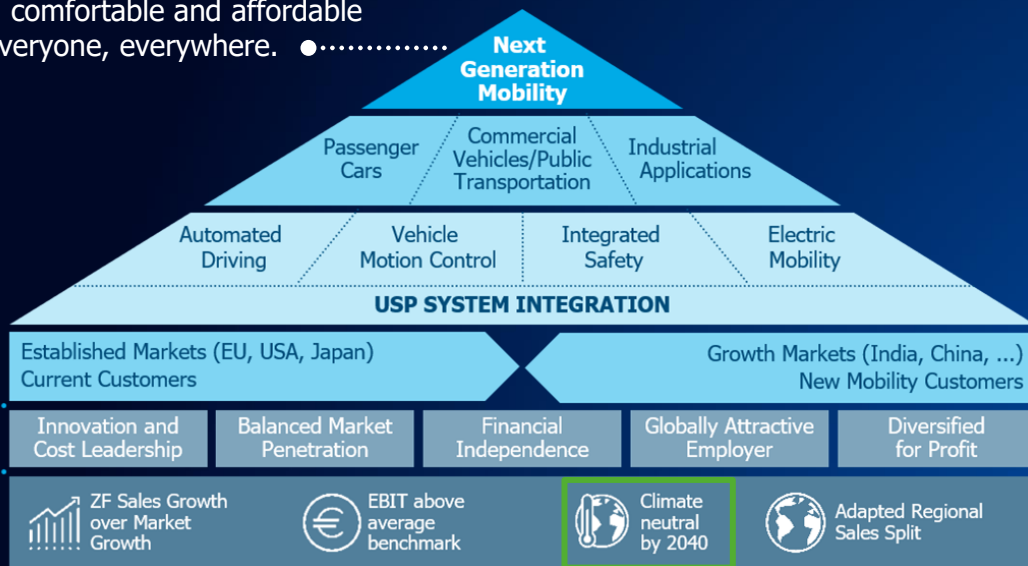 comfortable and affordable
veryone, everywhere.
Next
Generation
Mobility
Passenger
Cars
Commercial
Vehicles/Public
Transportation
Industrial
Applications
Automated
Driving
Vehicle
Motion Control
Integrated
Safety
Electric
Mobility
USP SYSTEM INTEGRATION
Established Markets (EU, USA, Japan)
Current Customers
Growth Markets (India, China, ...)
New Mobility Customers
Innovation and
Cost Leadership
Balanced Market
Penetration
Financial
Independence
Globally Attractive
Employer
Diversified
for Profit
ZF Sales Growth
over Market
Growth
EBIT above
average
benchmark
Climate
neutral
by 2040
Adapted Regional
Sales Split